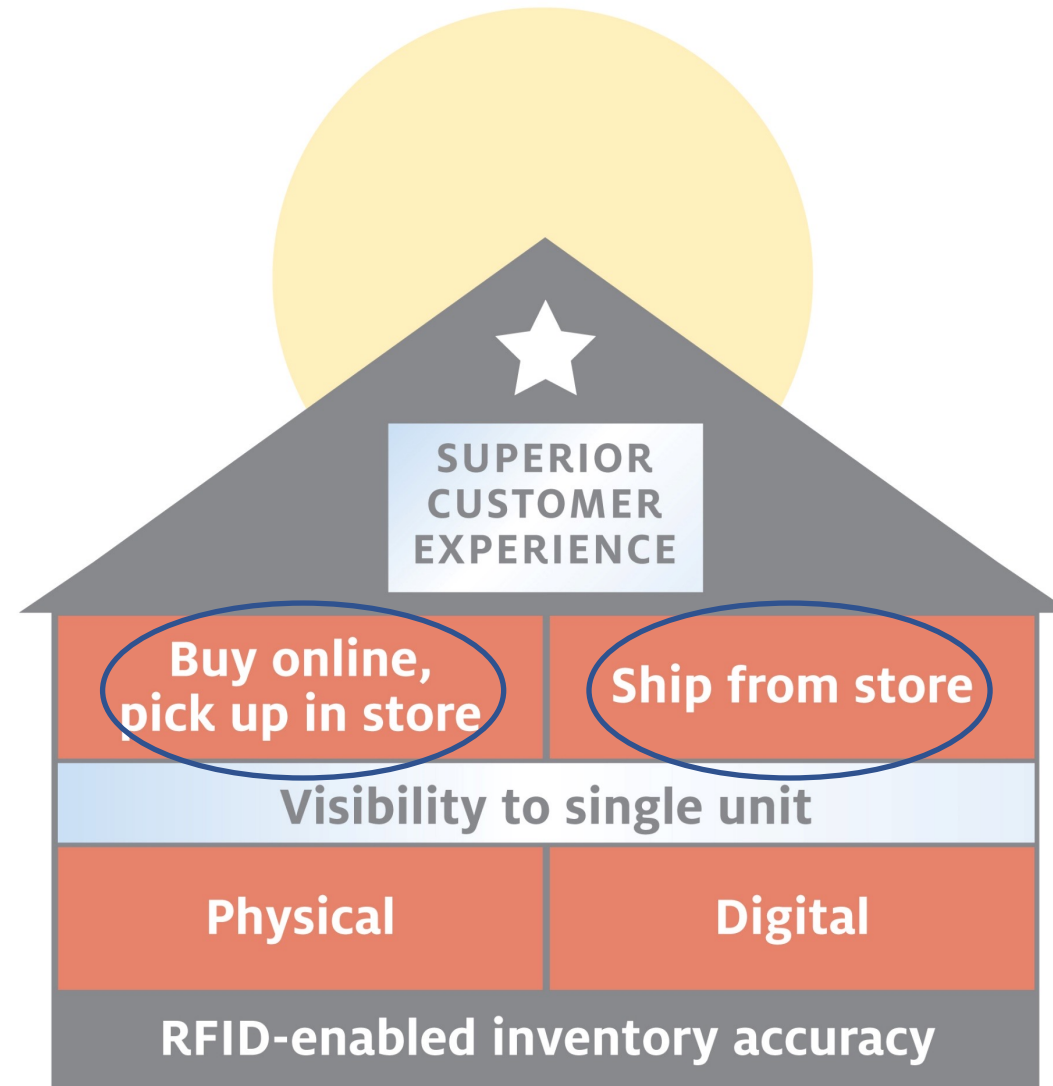 SUPERIOR
CUSTOMER
EXPERIENCE
Buy online,
pick up in store
Ship from store
Visibility to single unit
Physical
Digital
RFID-enabled inventory accuracy